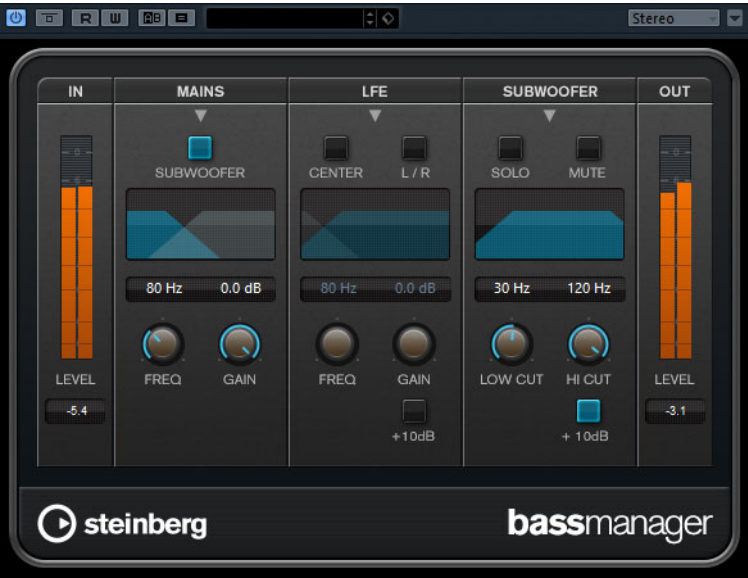 R W AB Stereo
IN MAINS LFE SUBWOOFER OUT
SUBWOOFER CENTER L / R SOLO MUTE
80 Hz 0.0 dB 80 Hz 0.0 dB 30 Hz 120 Hz
LEVEL FREQ GAIN FREQ GAIN LOW CUT HI CUT LEVEL
-5.4 -3.1
+10dB + 10dB
steinberg bassmanager